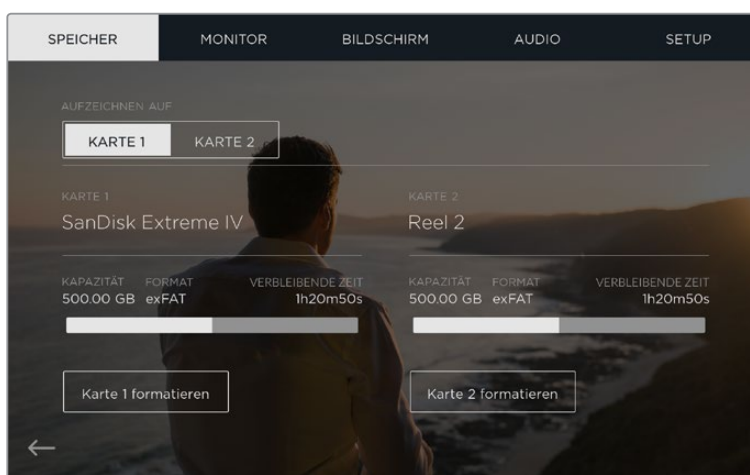 SPEICHER MONITOR BILDSCHIRM AUDIO SETUP
AUFZEICHNEN AUF
KARTE 1 KARTE 2
KARTE 1 KARTE 2
SanDisk Extreme IV Reel 2
KAPAZITÄT FORMAT VERBLEIBENDE ZEIT KAPAZITÄT FORMAT VERBLEIBENDE ZEIT
500.00 GB exFAT 1h20m50s 500.00 GB exFAT 1h20m50s
Karte 1 formatieren Karte 2 formatieren